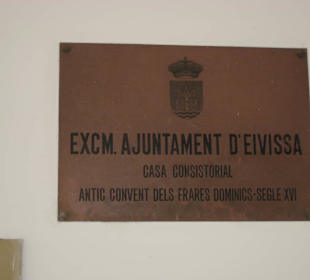 EXCM. AJUNTAMENT D'EIVISSA
CASA CONSISTORIAL
ANTIC CONVENT DELS FRARES DOMINICS-SEGLE XVI